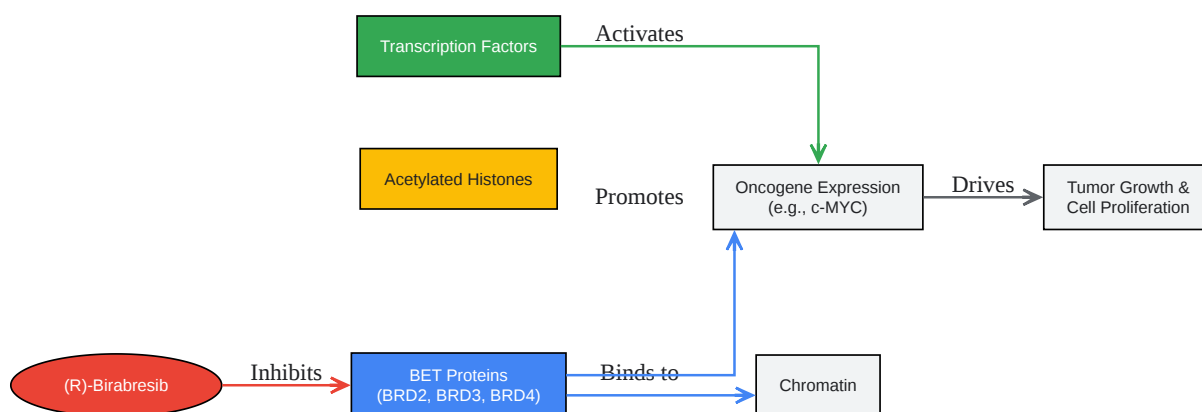 Transcription Factors
Activates
Acetylated Histones
Promotes
Oncogene Expression
(e.g., c-MYC)
Drives
Tumor Growth &
Cell Proliferation
(R)-Birabresib
Inhibits
BET Proteins
(BRD2, BRD3, BRD4)
Binds to
Chromatin